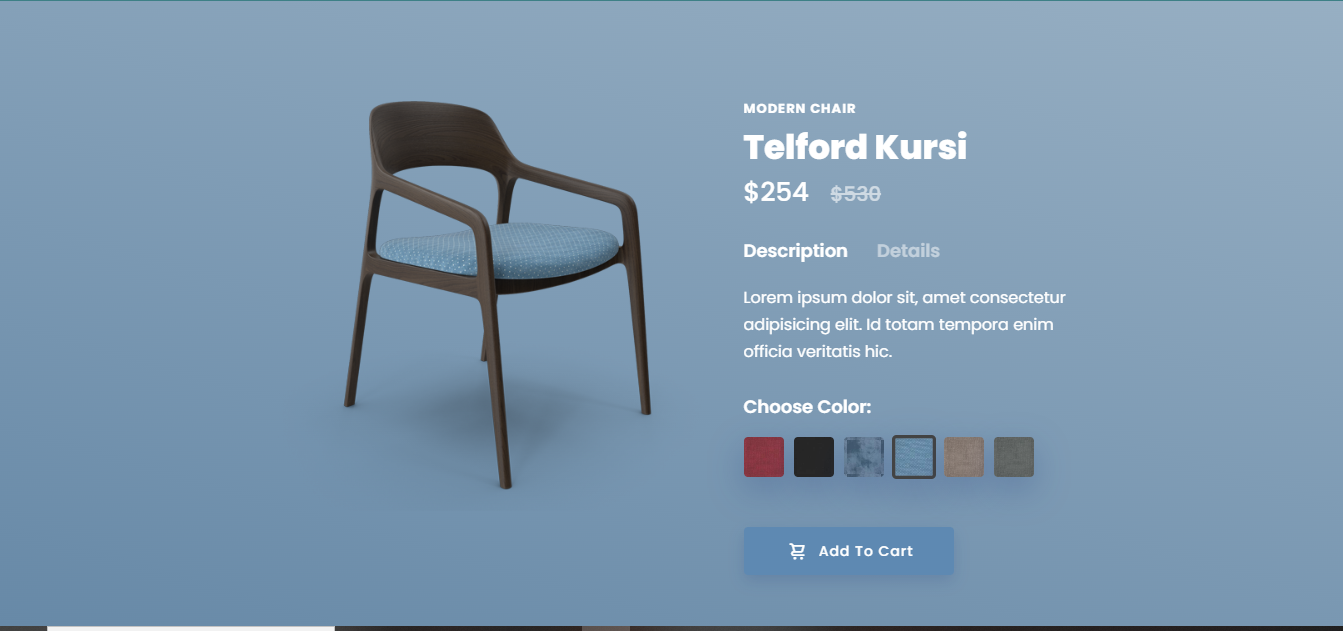 MODERN CHAIR
Telford Kursi
$254 $530
Description Details
Lorem ipsum dolor sit, amet consectetur
adipisicing elit. Id totam tempora enim
officia veritatis hic.
Choose Color:
Add To Cart